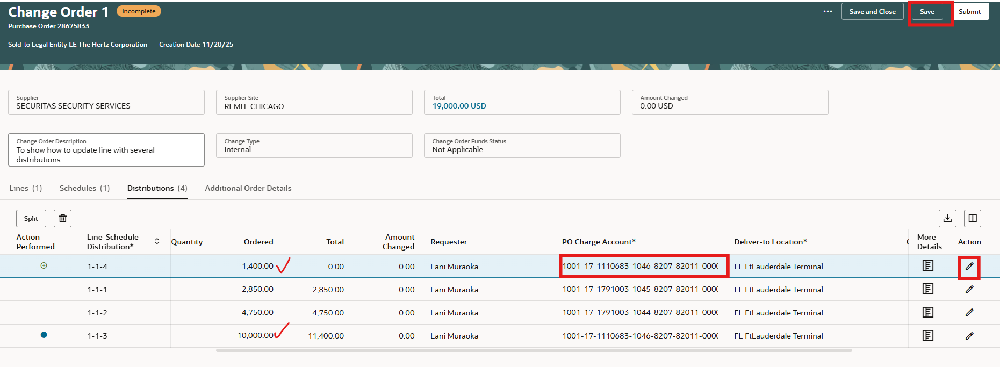 Change Order 1 Incomplete
... Save and Close Save Submit
Purchase Order 28675833
Sold-to Legal Entity LE The Hertz Corporation Creation Date 11/20/25
Supplier
SECURITAS SECURITY SERVICES
Supplier Site
REMIT-CHICAGO
Total
19,000.00 USD
Amount Changed
0.00 USD
Change Order Description
To show how to update line with several
distributions.
Change Type
Internal
Change Order Funds Status
Not Applicable
Lines (1) Schedules (1) Distributions (4) Additional Order Details
Split
Action Performed Line-Schedule-Distribution* Quantity Ordered Total Amount Changed Requester PO Charge Account* Deliver-to Location* More Details Action
1-1-4 1,400.00 0.00 0.00 Lani Muraoka 1001-17-1110683-1046-8207-82011-000 FL FtLauderdale Terminal
1-1-1 2,850.00 2,850.00 0.00 Lani Muraoka 1001-17-1791003-1045-8207-82011-000 FL FtLauderdale Terminal
1-1-2 4,750.00 4,750.00 0.00 Lani Muraoka 1001-17-1791003-1044-8207-82011-000 FL FtLauderdale Terminal
1-1-3 10,000.00 11,400.00 0.00 Lani Muraoka 1001-17-1110683-1046-8207-82011-000 FL FtLauderdale Terminal